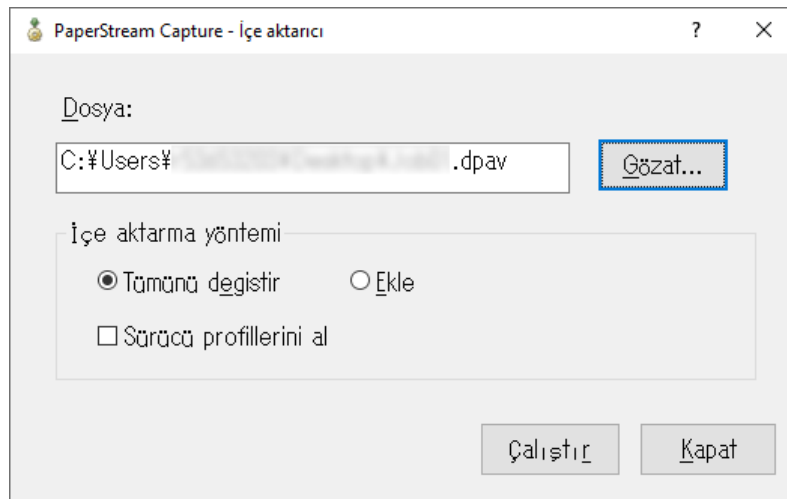 PaperStream Capture - İçe aktarıcı
Dosya:
C:¥Users¥ .dpav
Gözat...
İçe aktarma yöntemi
Tümünü degistir Ekle
Sürücü profillerini al
Çalıştır Kapat